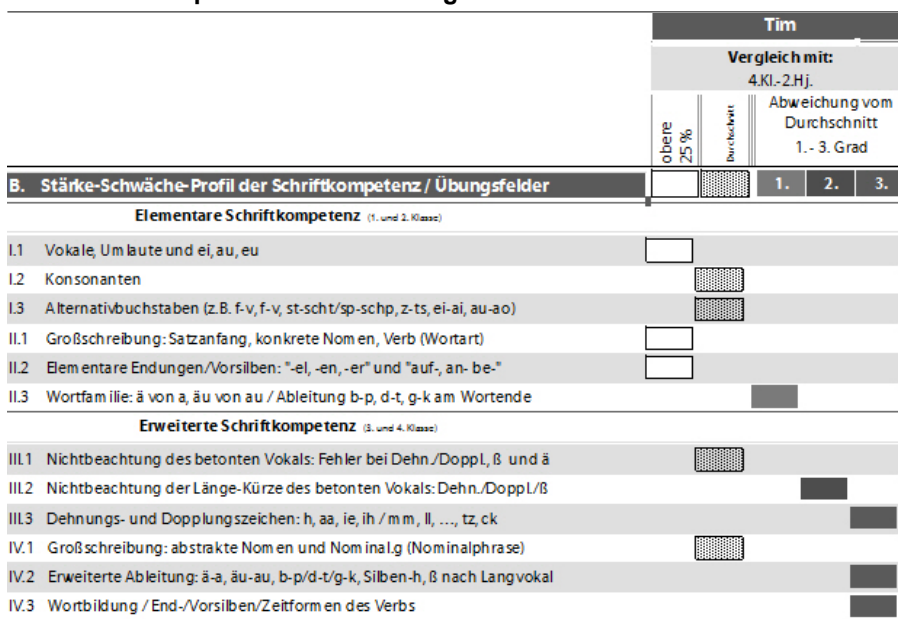 Tim
Vergleich mit:
4.Kl.-2.Hj.
obere 25 %
Durchschnitt
Abweichung vom
Durchschnitt
1. - 3. Grad
B. Stärke-Schwäche-Profil der Schriftkompetenz / Übungsfelder 1. 2. 3.
Elementare Schriftkompetenz (1. und 2. Klasse)
I.1 Vokale, Umlaute und ei, au, eu
I.2 Konsonanten
I.3 Alternativbuchstaben (z.B. f-v, f-v, st-scht/sp-schp, z-ts, ei-ai, au-ao)
II.1 Großschreibung: Satzanfang, konkrete Nomen, Verb (Wortart)
II.2 Elementare Endungen/Vorsilben: "-el, -en, -er" und "auf-, an- be-"
II.3 Wortfamilie: ä von a, äu von au / Ableitung b-p, d-t, g-k am Wortende
Erweiterte Schriftkompetenz (3. und 4. Klasse)
III.1 Nichtbeachtung des betonten Vokals: Fehler bei Dehn./Doppl., ß und ä
III.2 Nichtbeachtung der Länge-Kürze des betonten Vokals: Dehn./Doppl./ß
III.3 Dehnungs- und Dopplungszeichen: h, aa, ie, ih / mm, ll, ..., tz, ck
IV.1 Großschreibung: abstrakte Nomen und Nominal.g (Nominalphrase)
IV.2 Erweiterte Ableitung: ä-a, äu-au, b-p/d-t/g-k, Silben-h, ß nach Langvokal
IV.3 Wortbildung / End-/Vorsilben/Zeitformen des Verbs